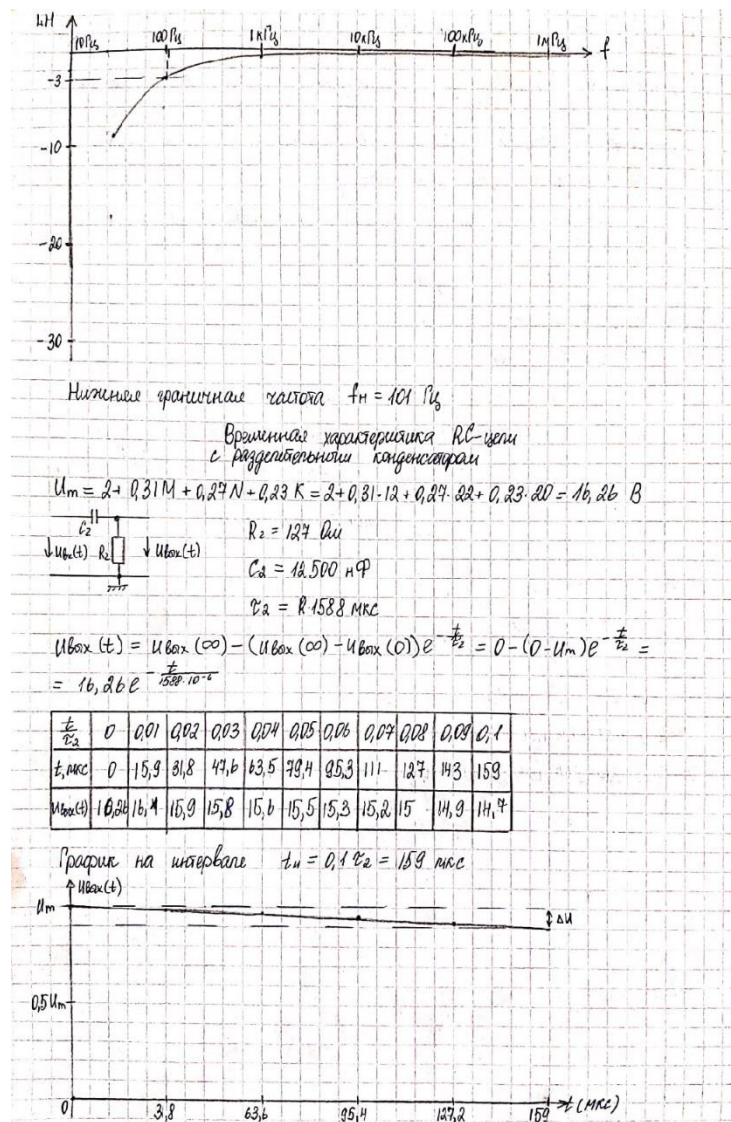 LH
10Гц 100Гц 1кГц 10кГц 100кГц 1МГц f
-3
-10
-20
-30
Нижняя граничная частота fн = 101 Гц
Временная характеристика RC-цепи
с разделительным конденсатором
Um = 2 + 0,31M + 0,27N + 0,23K = 2 + 0,31·12 + 0,27·22 + 0,23·20 = 16,26 В
C2
↓Uвх(t) R2 ↓Uвых(t)
R2 = 127 Ом
C2 = 12500 нФ
τ2 = 1588 мкс
Uвых(t) = Uвых(∞) - (Uвых(∞) - Uвых(0))e^(-t/τ2) = 0 - (0 - Um)e^(-t/τ2) =
= 16,26e^(-t/1588·10^-6)
t/τ2 0 0,01 0,02 0,03 0,04 0,05 0,06 0,07 0,08 0,09 0,1
t, мкс 0 15,9 31,8 47,6 63,5 79,4 95,3 111 127 143 159
Uвых(t) 16,26 16,1 15,9 15,8 15,6 15,5 15,3 15,2 15 14,9 14,7
График на интервале tи = 0,1τ2 = 159 мкс
Uвых(t)
Um
ΔU
0,5Um
0 3,8 63,6 95,4 127,2 159 t (мкс)